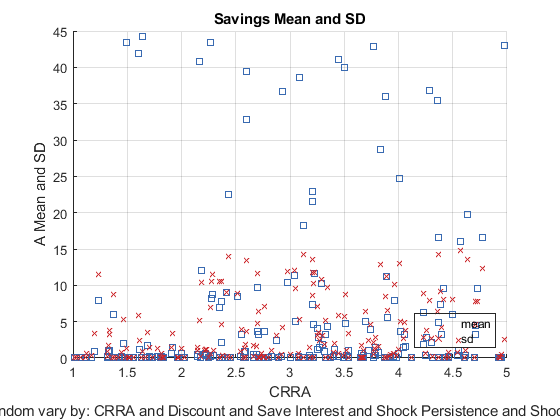 Savings Mean and SD
A Mean and SD
45
40
35
30
25
20
15
10
5
0
mean
sd
1 1.5 2 2.5 3 3.5 4 4.5 5
CRRA
ndom vary by: CRRA and Discount and Save Interest and Shock Persistence and Sho